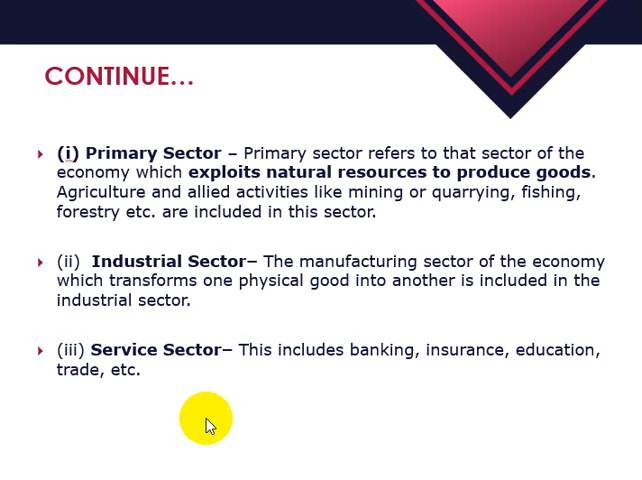 CONTINUE...
(i) Primary Sector – Primary sector refers to that sector of the
economy which exploits natural resources to produce goods.
Agriculture and allied activities like mining or quarrying, fishing,
forestry etc. are included in this sector.
(ii) Industrial Sector– The manufacturing sector of the economy
which transforms one physical good into another is included in the
industrial sector.
(iii) Service Sector– This includes banking, insurance, education,
trade, etc.